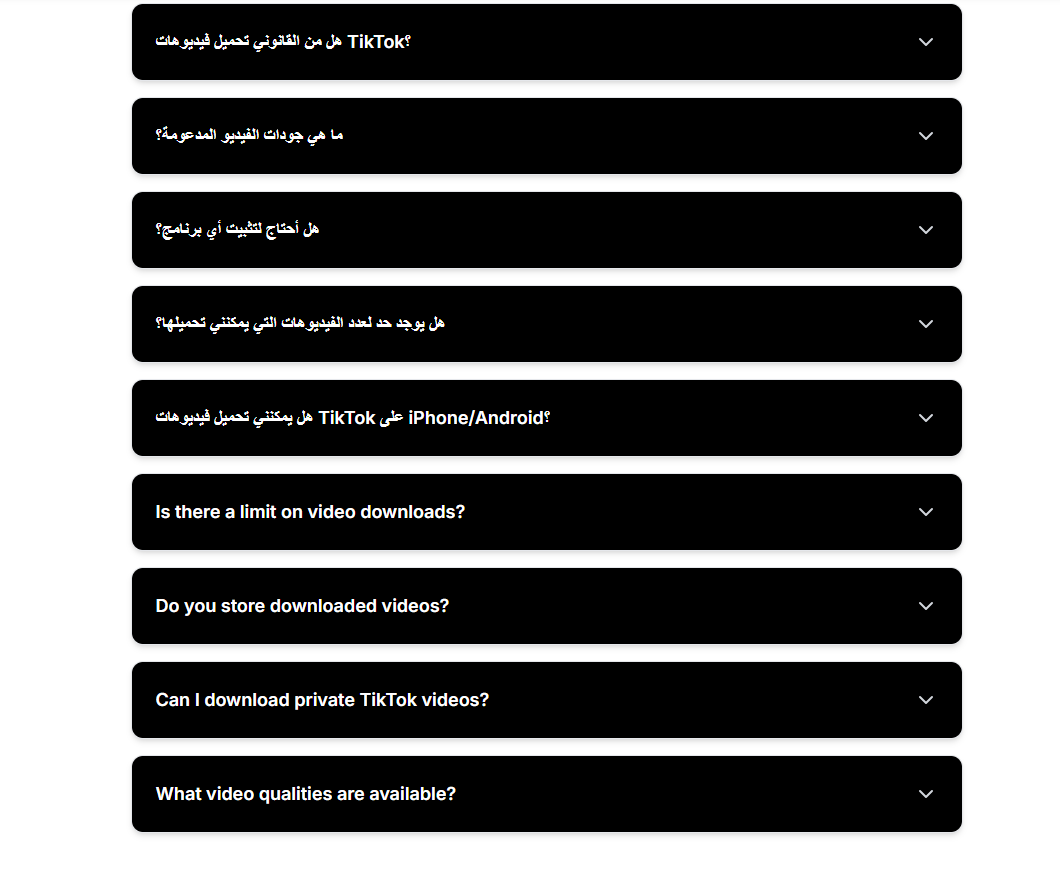 هل من القانوني تحميل فيديوهات TikTok؟
ما هي جودات الفيديو المدعومة؟
هل أحتاج لتثبيت أي برنامج؟
هل يوجد حد لعدد الفيديوهات التي يمكنني تحميلها؟
هل يمكنني تحميل فيديوهات TikTok على iPhone/Android؟
Is there a limit on video downloads?
Do you store downloaded videos?
Can I download private TikTok videos?
What video qualities are available?